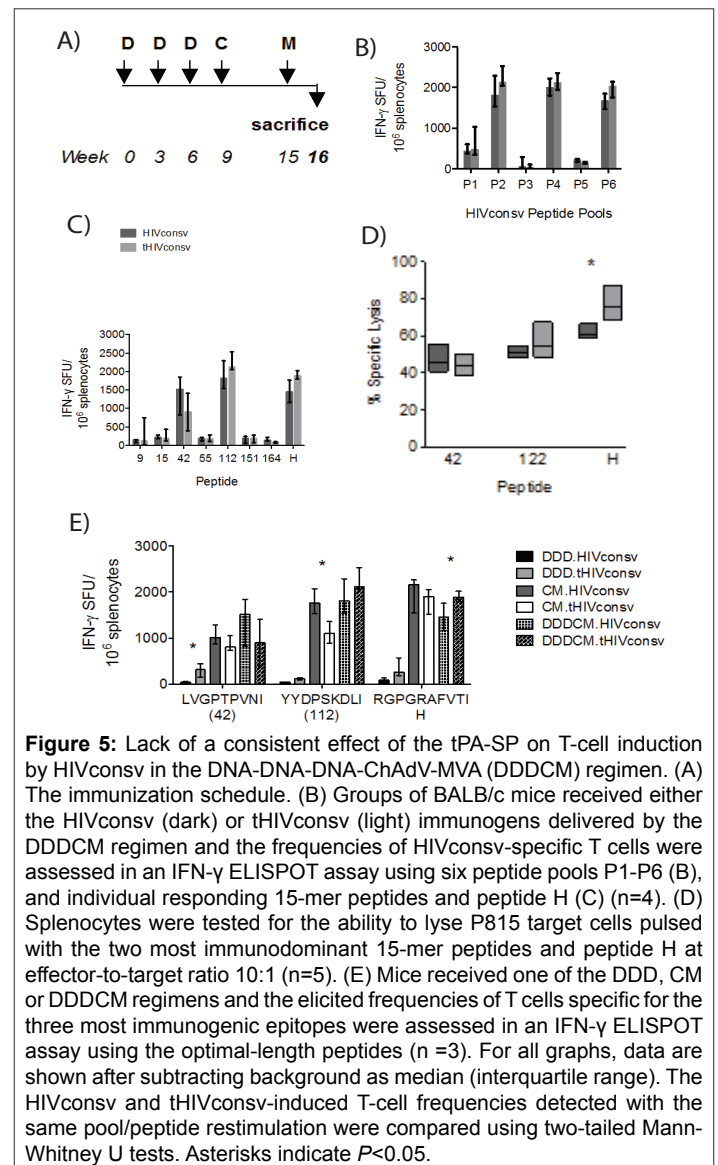 A)
D D D C M
sacrifice
Week 0 3 6 9 15 16
B)
IFN-γ SFU/
10⁶ splenocytes
3000
2000
1000
0
P1 P2 P3 P4 P5 P6
HIVconsv Peptide Pools
C)
HIVconsv
tHIVconsv
IFN-γ SFU/
10⁶ splenocytes
3000
2500
2000
1500
1000
500
0
9 15 42 55 112 151 164 H
Peptide
D)
% Specific Lysis
100
80
60
40
20
0
*
42 122 H
Peptide
E)
IFN-γ SFU/
10⁶ splenocytes
3000
2000
1000
0
* * *
LVGPTPVNI YYDPSKDLI RGPGRAFVTI
(42) (112) H
DDD.HIVconsv
DDD.tHIVconsv
CM.HIVconsv
CM.tHIVconsv
DDDCM.HIVconsv
DDDCM.tHIVconsv
Figure 5: Lack of a consistent effect of the tPA-SP on T-cell induction
by HIVconsv in the DNA-DNA-DNA-ChAdV-MVA (DDDCM) regimen. (A)
The immunization schedule. (B) Groups of BALB/c mice received either
the HIVconsv (dark) or tHIVconsv (light) immunogens delivered by the
DDDCM regimen and the frequencies of HIVconsv-specific T cells were
assessed in an IFN-γ ELISPOT assay using six peptide pools P1-P6 (B),
and individual responding 15-mer peptides and peptide H (C) (n=4). (D)
Splenocytes were tested for the ability to lyse P815 target cells pulsed
with the two most immunodominant 15-mer peptides and peptide H at
effector-to-target ratio 10:1 (n=5). (E) Mice received one of the DDD, CM
or DDDCM regimens and the elicited frequencies of T cells specific for the
three most immunogenic epitopes were assessed in an IFN-γ ELISPOT
assay using the optimal-length peptides (n =3). For all graphs, data are
shown after subtracting background as median (interquartile range). The
HIVconsv and tHIVconsv-induced T-cell frequencies detected with the
same pool/peptide restimulation were compared using two-tailed Mann-
Whitney U tests. Asterisks indicate P<0.05.